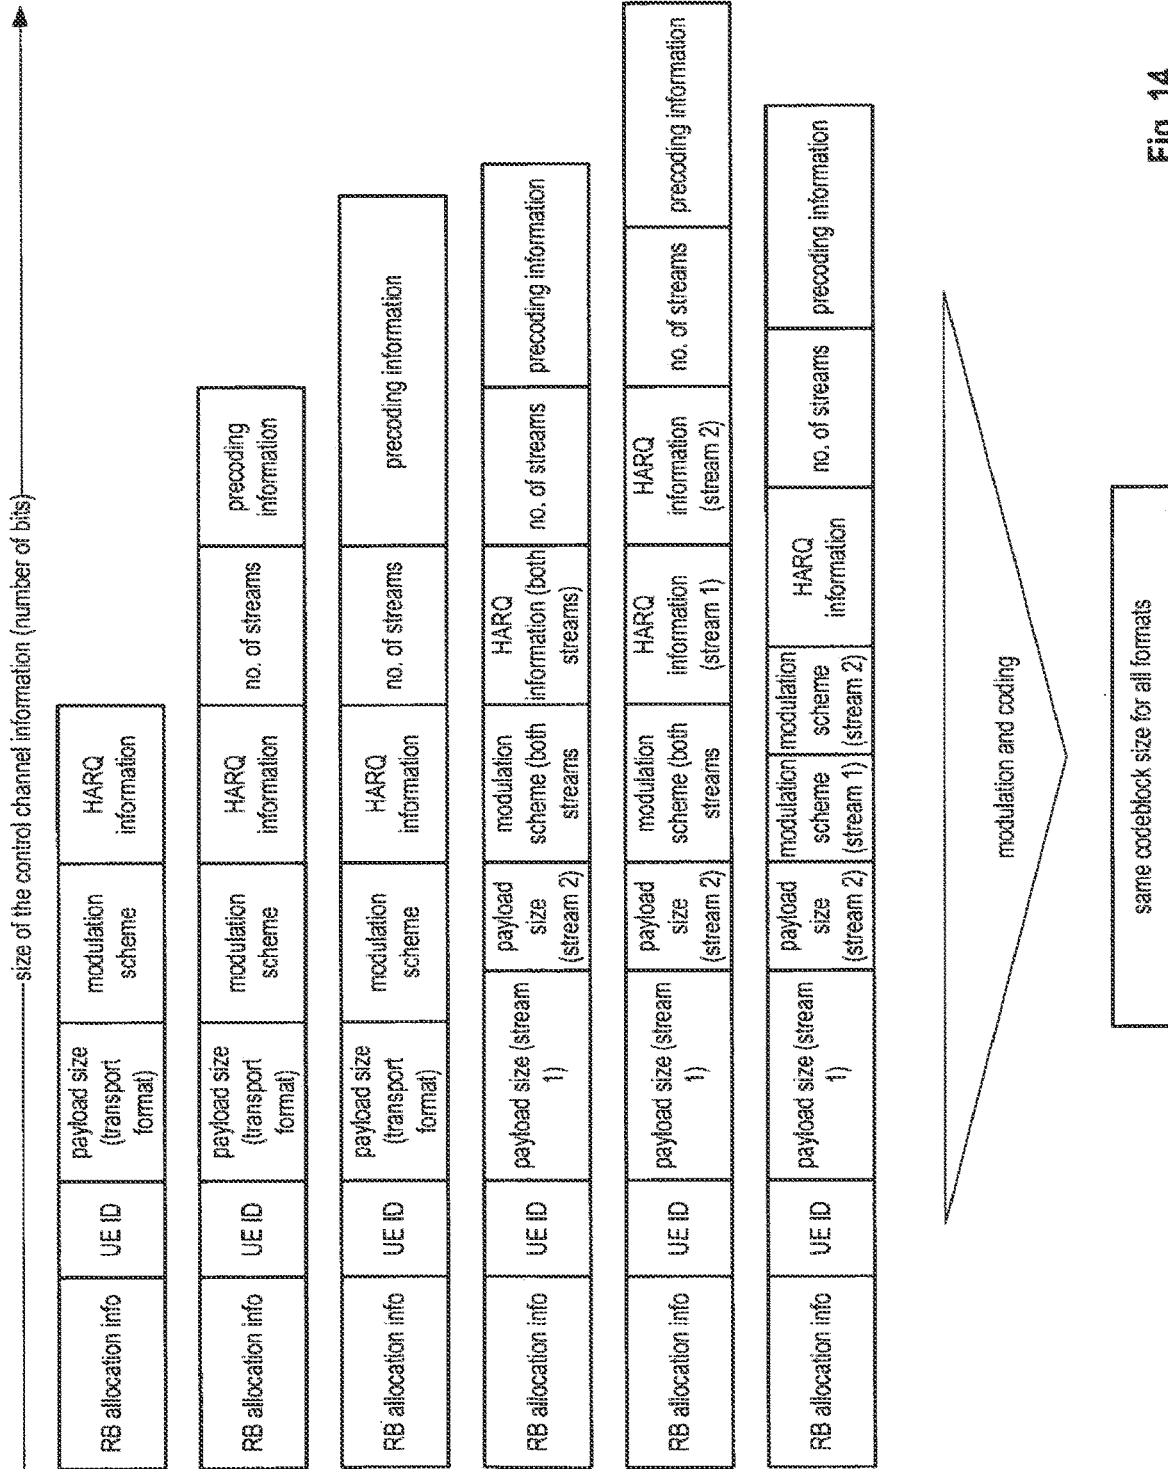 size of the control channel information (number of bits)
RB allocation info
UE ID
payload size
(transport
format)
modulation
scheme
HARQ
information
RB allocation info
UE ID
payload size
(transport
format)
modulation
scheme
HARQ
information
no. of streams
precoding
information
RB allocation info
UE ID
payload size
(transport
format)
modulation
scheme
HARQ
information
no. of streams
precoding information
RB allocation info
UE ID
payload size (stream
1)
payload
size
(stream 2)
modulation
scheme (both
streams
HARQ
information (both
streams)
no. of streams
precoding information
RB allocation info
UE ID
payload size (stream
1)
payload
size
(stream 2)
modulation
scheme (both
streams
HARQ
information
(stream 1)
HARQ
information
(stream 2)
no. of streams
precoding information
RB allocation info
UE ID
payload size (stream
1)
payload
size
(stream 2)
modulation
scheme
(stream 1)
modulation
scheme
(stream 2)
HARQ
information
no. of streams
precoding information
modulation and coding
same codeblock size for all formats
Fig. 14